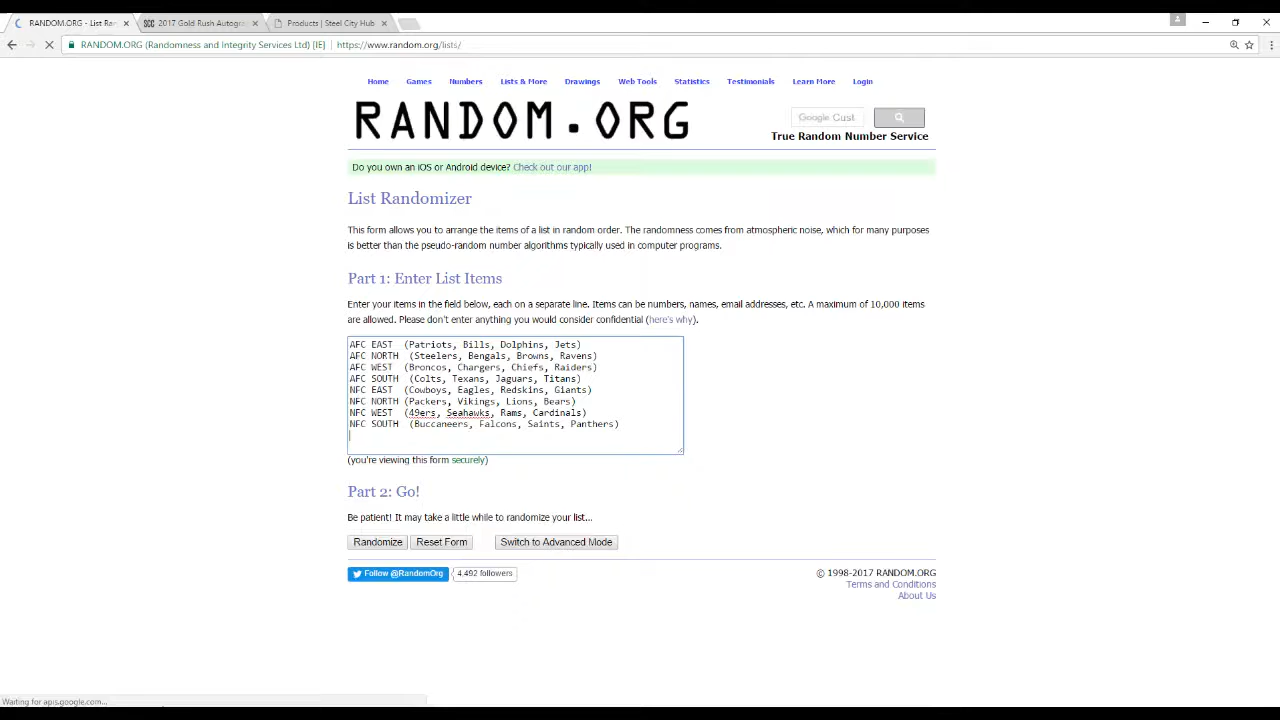 RANDOM.ORG - List Ran
SCC 2017 Gold Rush Autogra
Products | Steel City Hub
RANDOM.ORG (Randomness and Integrity Services Ltd) [IE] https://www.random.org/lists/
Home Games Numbers Lists & More Drawings Web Tools Statistics Testimonials Learn More Login
RANDOM.ORG
Google Cust
True Random Number Service
Do you own an iOS or Android device? Check out our app!
List Randomizer
This form allows you to arrange the items of a list in random order. The randomness comes from atmospheric noise, which for many purposes
is better than the pseudo-random number algorithms typically used in computer programs.
Part 1: Enter List Items
Enter your items in the field below, each on a separate line. Items can be numbers, names, email addresses, etc. A maximum of 10,000 items
are allowed. Please don't enter anything you would consider confidential (here's why).
AFC EAST (Patriots, Bills, Dolphins, Jets)
AFC NORTH (Steelers, Bengals, Browns, Ravens)
AFC WEST (Broncos, Chargers, Chiefs, Raiders)
AFC SOUTH (Colts, Texans, Jaguars, Titans)
NFC EAST (Cowboys, Eagles, Redskins, Giants)
NFC NORTH (Packers, Vikings, Lions, Bears)
NFC WEST (49ers, Seahawks, Rams, Cardinals)
NFC SOUTH (Buccaneers, Falcons, Saints, Panthers)
(you're viewing this form securely)
Part 2: Go!
Be patient! It may take a little while to randomize your list...
Randomize Reset Form Switch to Advanced Mode
Follow @RandomOrg 4,492 followers
© 1998-2017 RANDOM.ORG
Terms and Conditions
About Us
Waiting for apis.google.com...